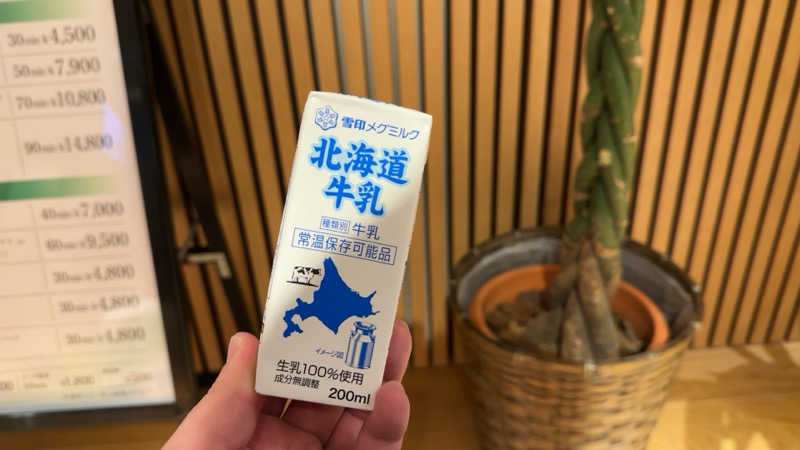 30min ¥4,500
50min ¥7,900
70min ¥10,800
90min ¥14,800
40min ¥7,000
60min ¥9,500
30min ¥4,800
30min ¥4,800
30min ¥4,800
雪印メグミルク
北海道
牛乳
種類別 牛乳
常温保存可能品
イメージ図
生乳100%使用
成分無調整
200ml